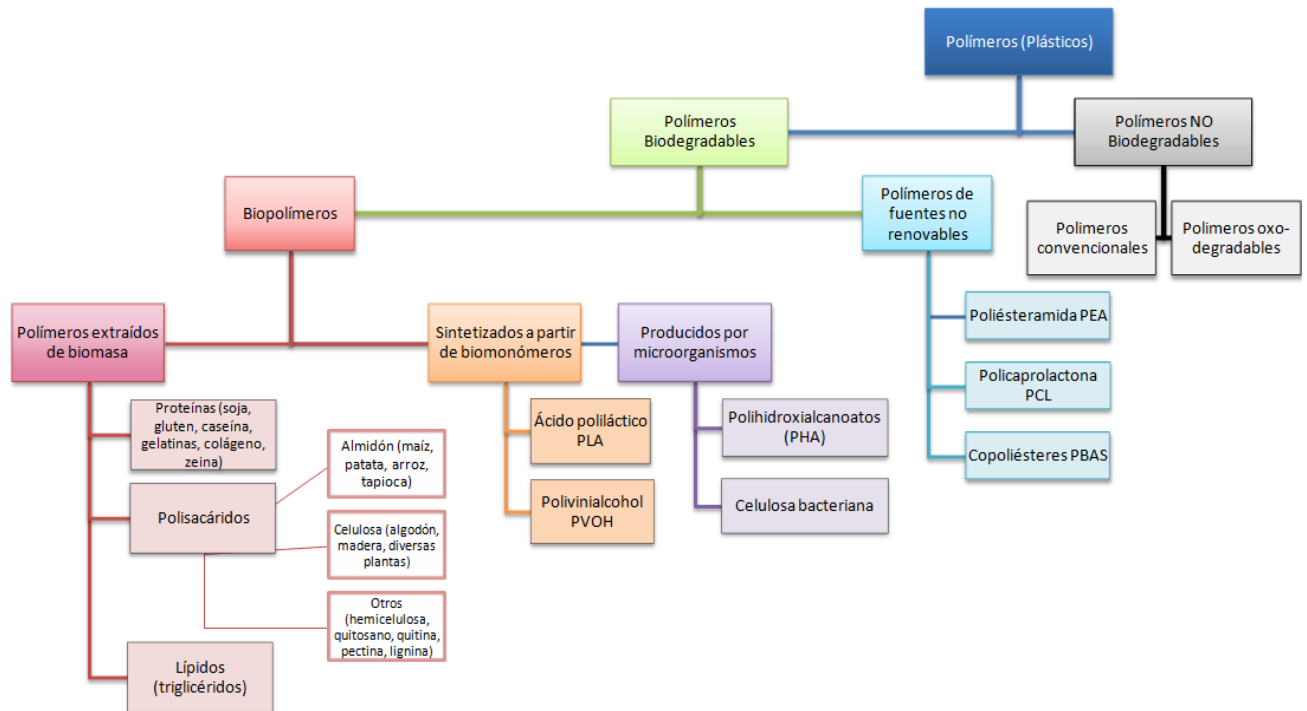 Polímeros (Plásticos)
Polímeros
Biodegradables
Polímeros NO
Biodegradables
Biopolímeros
Polímeros de
fuentes no
renovables
Polimeros
convencionales
Polimeros oxo-
degradables
Polímeros extraídos
de biomasa
Sintetizados a partir
de biomonómeros
Producidos por
microorganismos
Poliésteramida PEA
Policaprolactona
PCL
Copoliésteres PBAS
Proteínas (soja,
gluten, caseína,
gelatinas, colágeno,
zeina)
Polisacáridos
Almidón (maíz,
patata, arroz,
tapioca)
Celulosa (algodón,
madera, diversas
plantas)
Otros
(hemicelulosa,
quitosano, quitina,
pectina, lignina)
Lípidos
(triglicéridos)
Ácido poliláctico
PLA
Polivinialcohol
PVOH
Polihidroxialcanoatos
(PHA)
Celulosa bacteriana